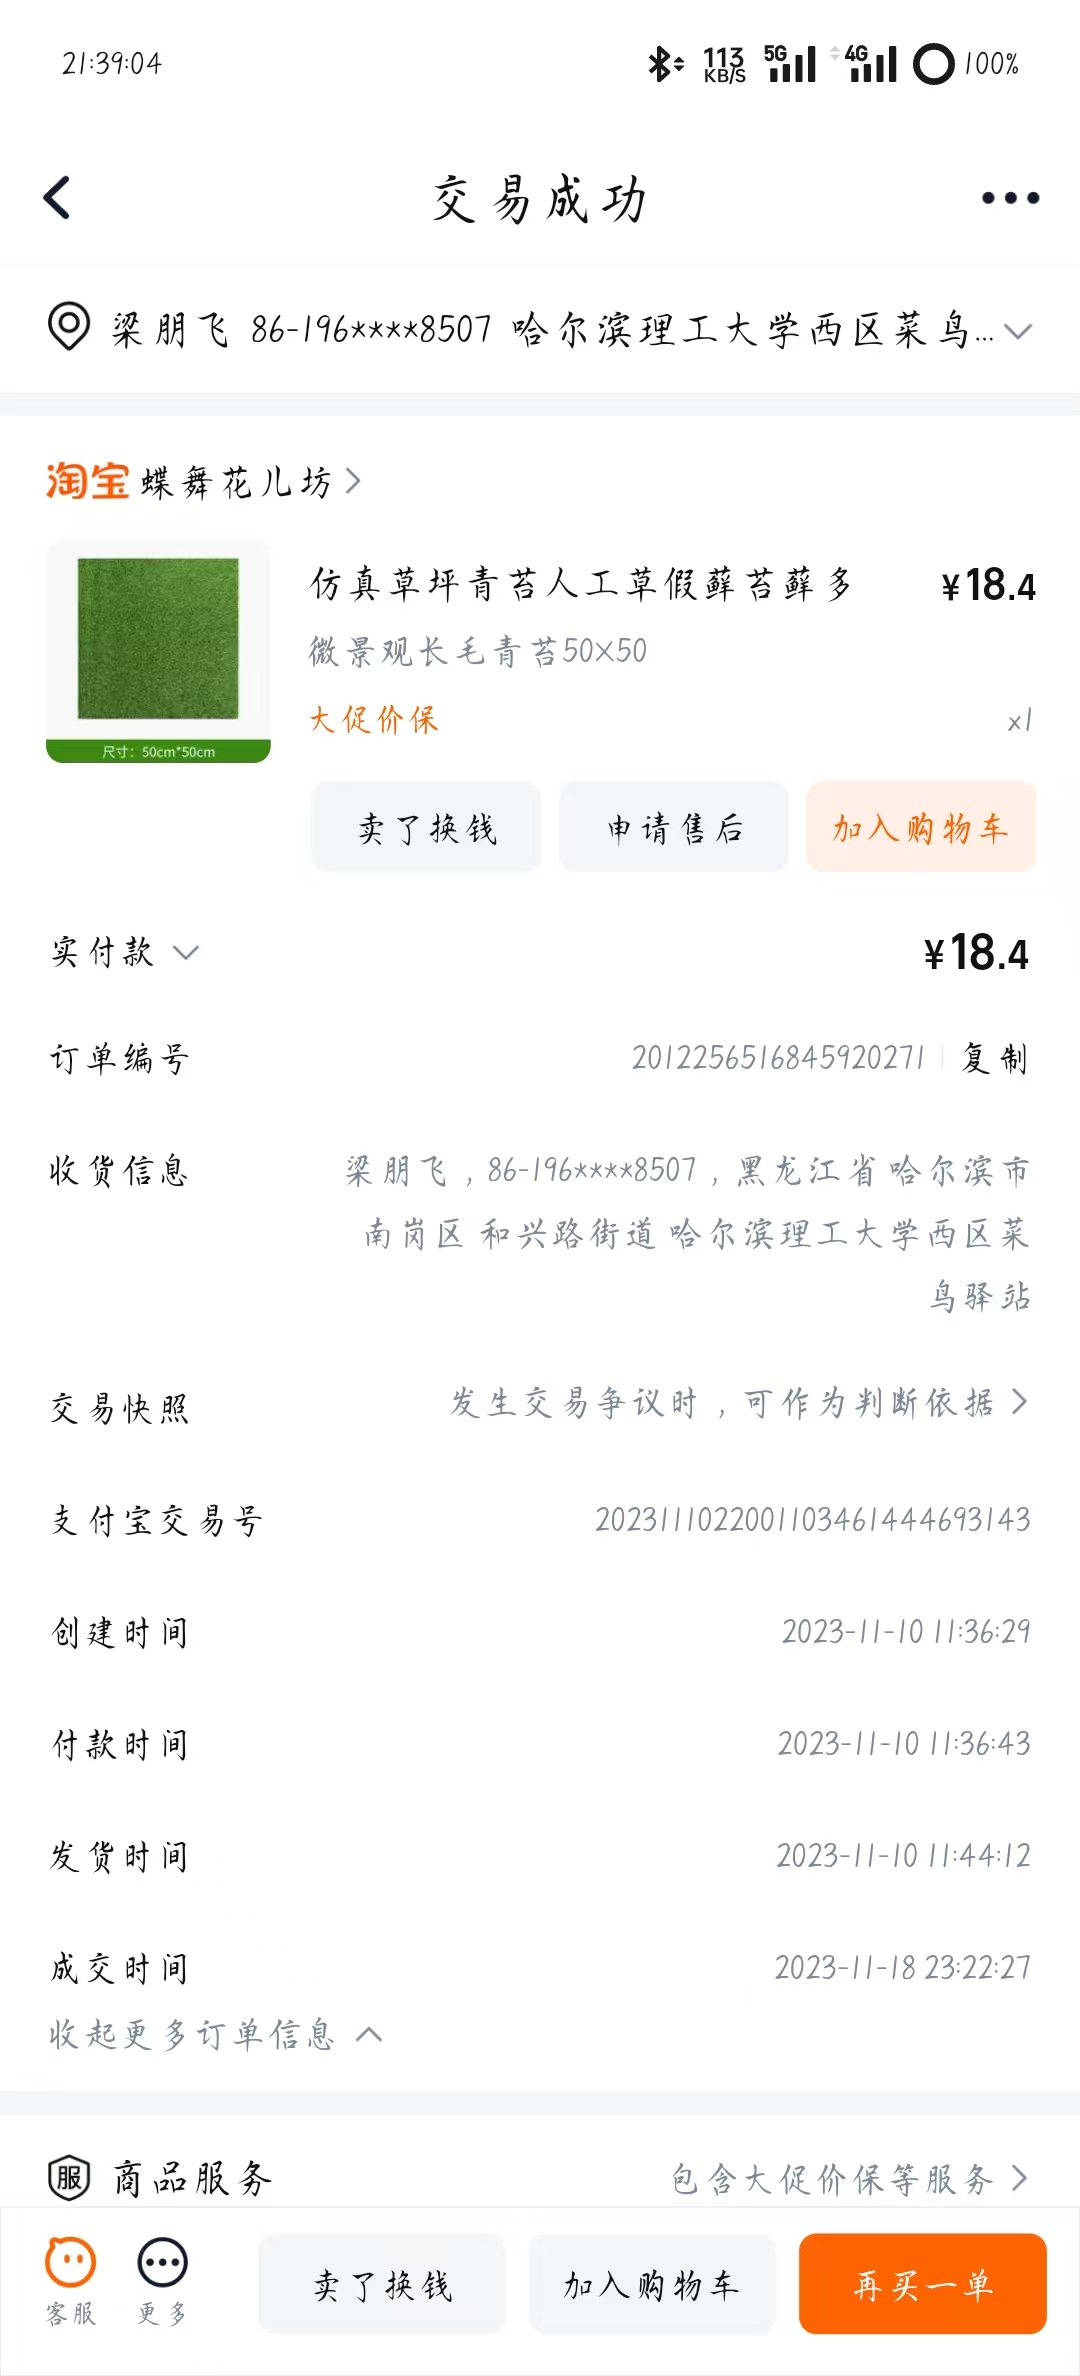 21:39:04
113 KB/S 5G 4G 100%
交易成功
梁朋飞 86-196****8507 哈尔滨理工大学西区菜鸟...
淘宝 蝶舞花儿坊
仿真草坪青苔人工草假藓苔藓多 ¥18.4
微景观长毛青苔50X50
大促价保 x1
尺寸：50cm*50cm
卖了换钱 申请售后 加入购物车
实付款 ¥18.4
订单编号 2012256516845920271 复制
收货信息 梁朋飞，86-196****8507，黑龙江省 哈尔滨市
南岗区 和兴路街道 哈尔滨理工大学西区菜
鸟驿站
交易快照 发生交易争议时，可作为判断依据
支付宝交易号 2023111022001103461444693143
创建时间 2023-11-10 11:36:29
付款时间 2023-11-10 11:36:43
发货时间 2023-11-10 11:44:12
成交时间 2023-11-18 23:22:27
收起更多订单信息
服 商品服务 包含大促价保等服务
客服 更多 卖了换钱 加入购物车 再买一单